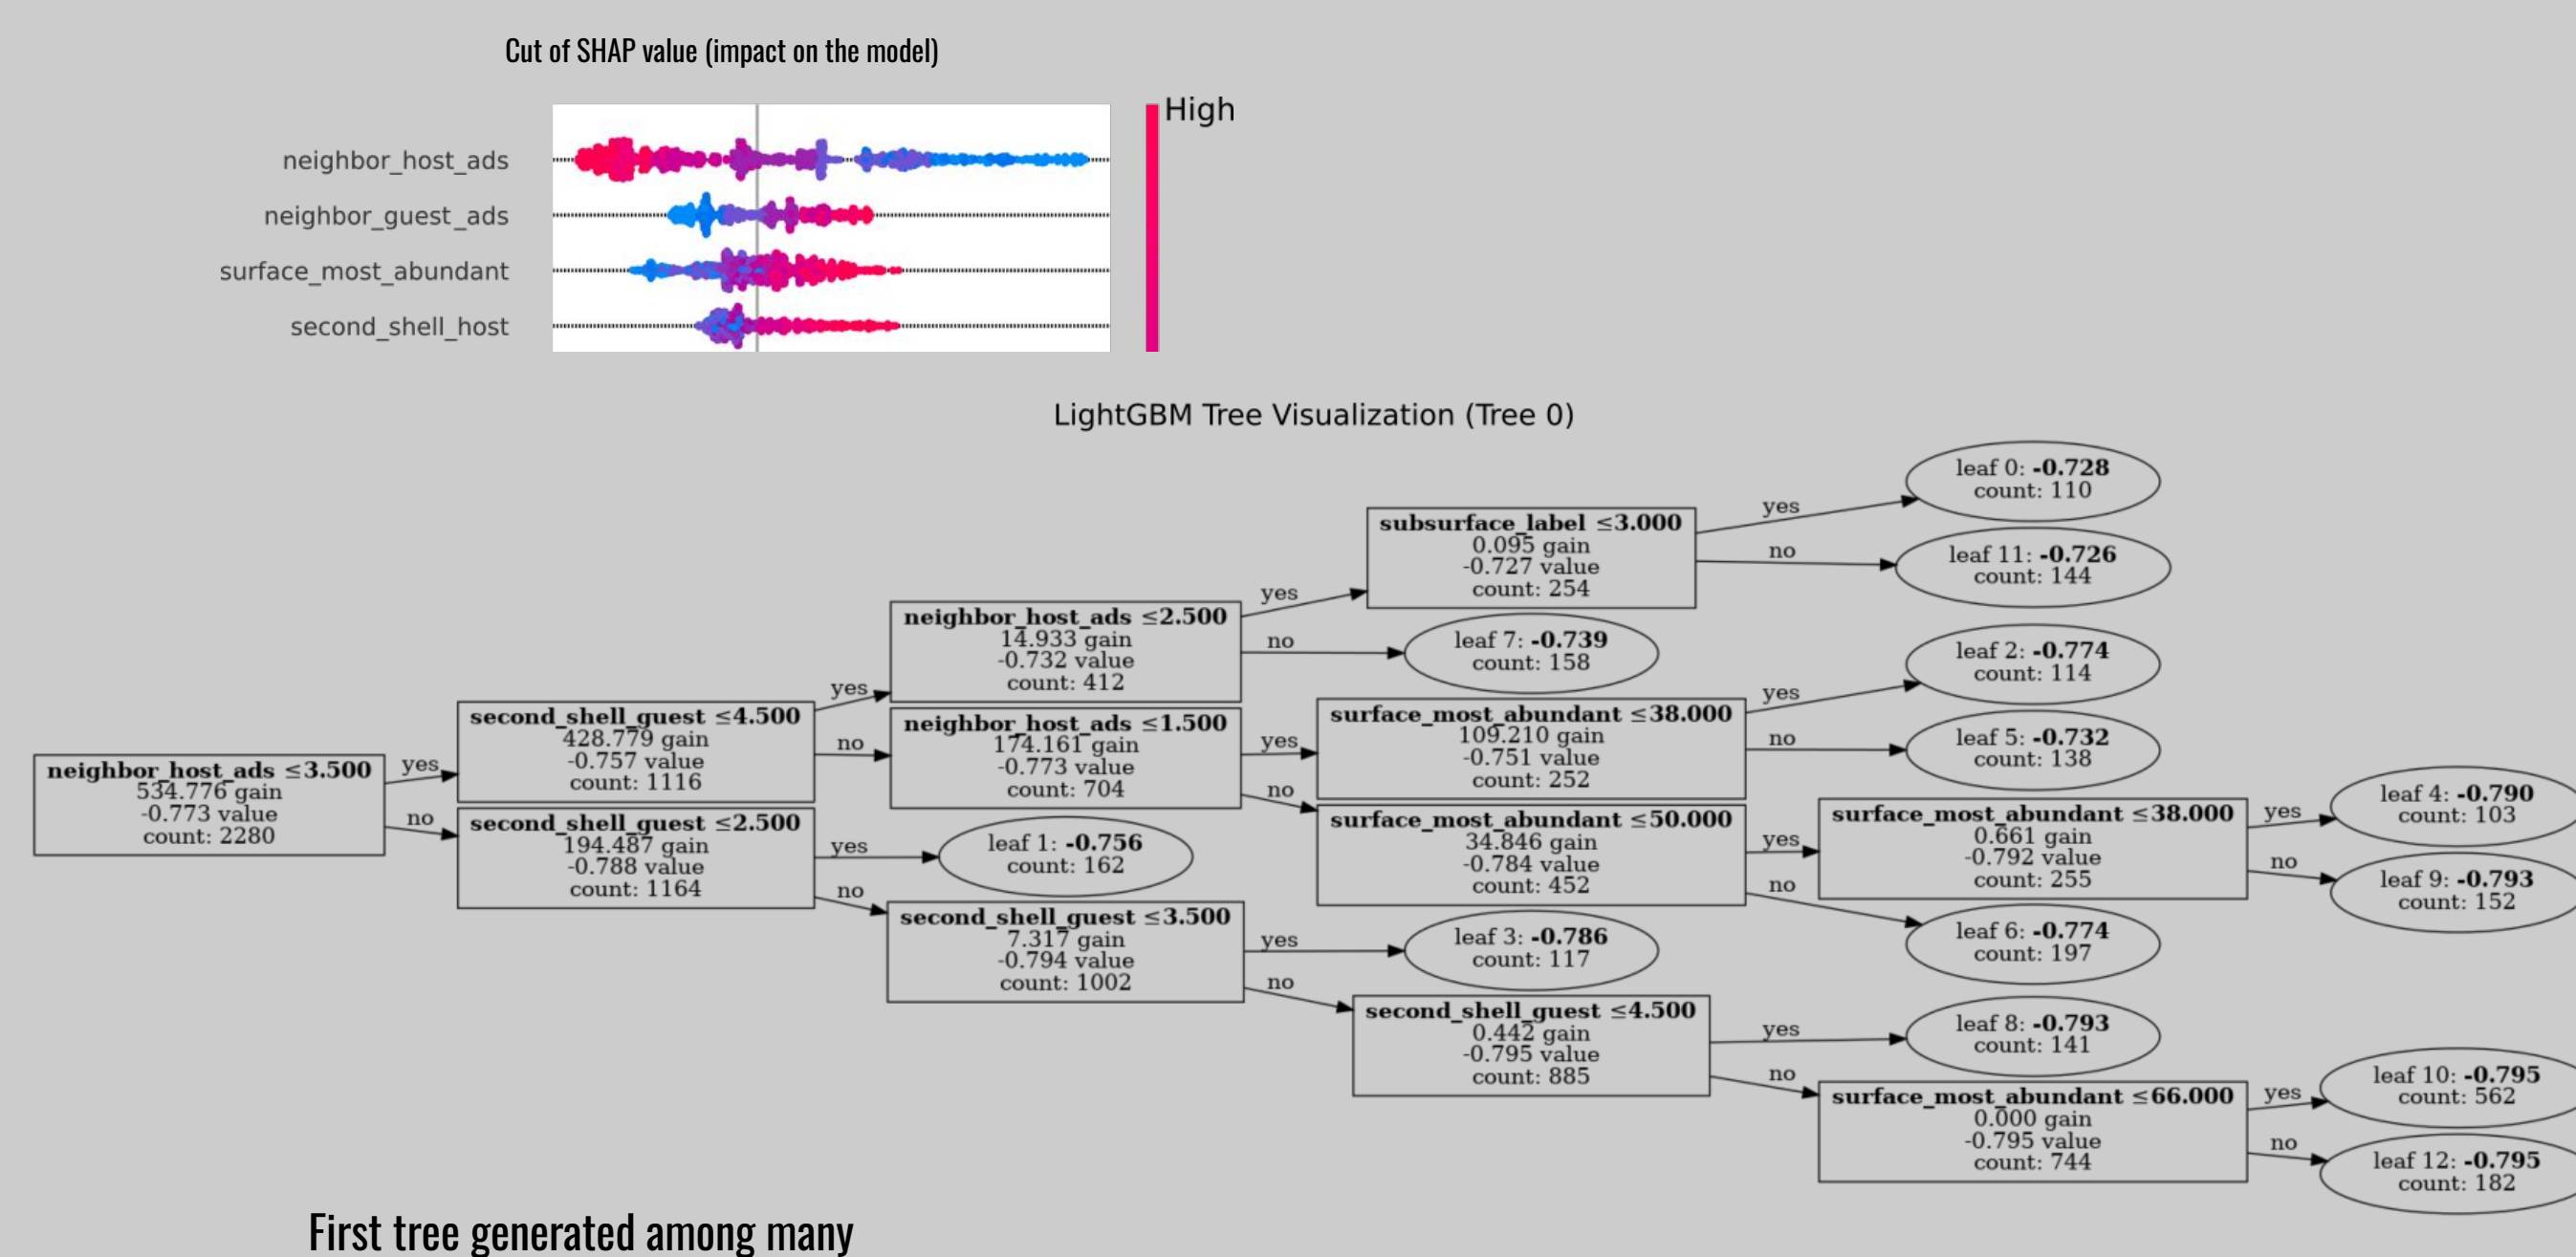 Cut of SHAP value (impact on the model)
High
neighbor_host_ads
neighbor_guest_ads
surface_most_abundant
second_shell_host
LightGBM Tree Visualization (Tree 0)
neighbor_host_ads ≤3.500
534.776 gain
-0.773 value
count: 2280
yes
no
second_shell_guest ≤4.500
428.779 gain
-0.757 value
count: 1116
yes
no
second_shell_guest ≤2.500
194.487 gain
-0.788 value
count: 1164
yes
no
neighbor_host_ads ≤2.500
14.933 gain
-0.732 value
count: 412
yes
no
neighbor_host_ads ≤1.500
174.161 gain
-0.773 value
count: 704
yes
no
leaf 1: -0.756
count: 162
second_shell_guest ≤3.500
7.317 gain
-0.794 value
count: 1002
yes
no
subsurface_label ≤3.000
0.095 gain
-0.727 value
count: 254
yes
no
leaf 7: -0.739
count: 158
surface_most_abundant ≤38.000
109.210 gain
-0.751 value
count: 252
yes
no
surface_most_abundant ≤50.000
34.846 gain
-0.784 value
count: 452
yes
no
leaf 3: -0.786
count: 117
second_shell_guest ≤4.500
0.442 gain
-0.795 value
count: 885
yes
no
leaf 0: -0.728
count: 110
leaf 11: -0.726
count: 144
leaf 2: -0.774
count: 114
leaf 5: -0.732
count: 138
surface_most_abundant ≤38.000
0.661 gain
-0.792 value
count: 255
yes
no
leaf 6: -0.774
count: 197
leaf 8: -0.793
count: 141
surface_most_abundant ≤66.000
0.000 gain
-0.795 value
count: 744
yes
no
leaf 4: -0.790
count: 103
leaf 9: -0.793
count: 152
leaf 10: -0.795
count: 562
leaf 12: -0.795
count: 182
First tree generated among many